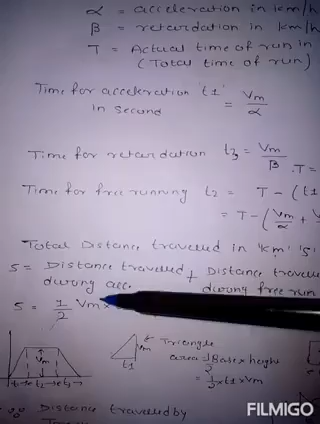 α = acceleration in km/h
β = retardation in km/h
T = Actual time of run in
(Total time of run)
Time for acceleration 't1' = Vm/α
in second
Time for retardation t3 = Vm/β . T =
Time for free running t2 = T - (t1
= T - (Vm/α + V
Total Distance travelled in 'km' 'S'
S = Distance travelled + Distance travelle
during acc. during free run
S = 1/2 Vm x
Vm
t1 t2 t3
Vm
t1
Triangle
area = 1/2 Base x height
= 1/2 x t1 x Vm
Distance travelled by
FILMIGO